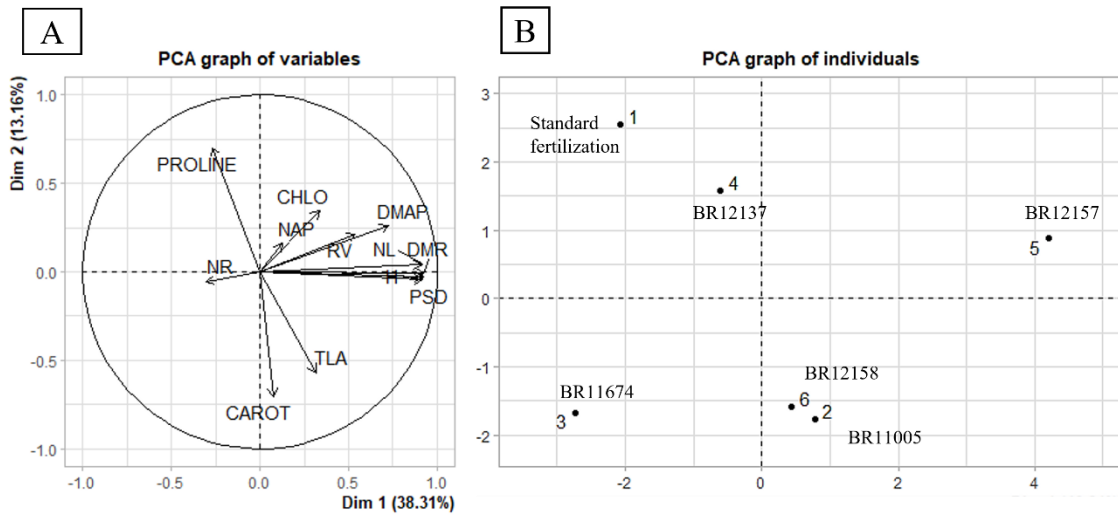 A
PCA graph of variables
Dim 2 (13.16%)
1.0
0.5
0.0
-0.5
-1.0
PROLINE
CHLO
NAP
DMAP
RV
NL
DMR
NR
H
PSD
TLA
CAROT
-1.0
-0.5
0.0
0.5
1.0
Dim 1 (38.31%)
B
PCA graph of individuals
3
2
1
0
-1
-2
Standard
fertilization
1
4
BR12137
BR12157
5
BR12158
BR11674
3
6
2
BR11005
-2
0
2
4